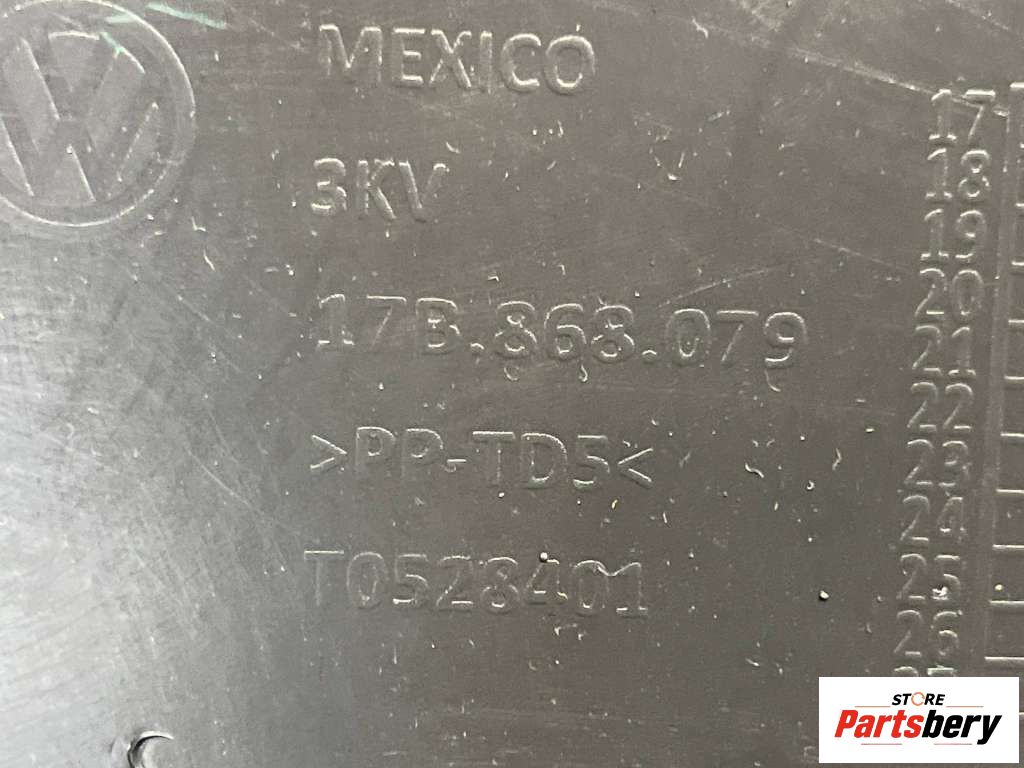 MEXICO
3KV
17B.868.079
>PP-TD5<
T0528401
17
18
19
20
21
22
23
24
25
26
STORE
Partsbery